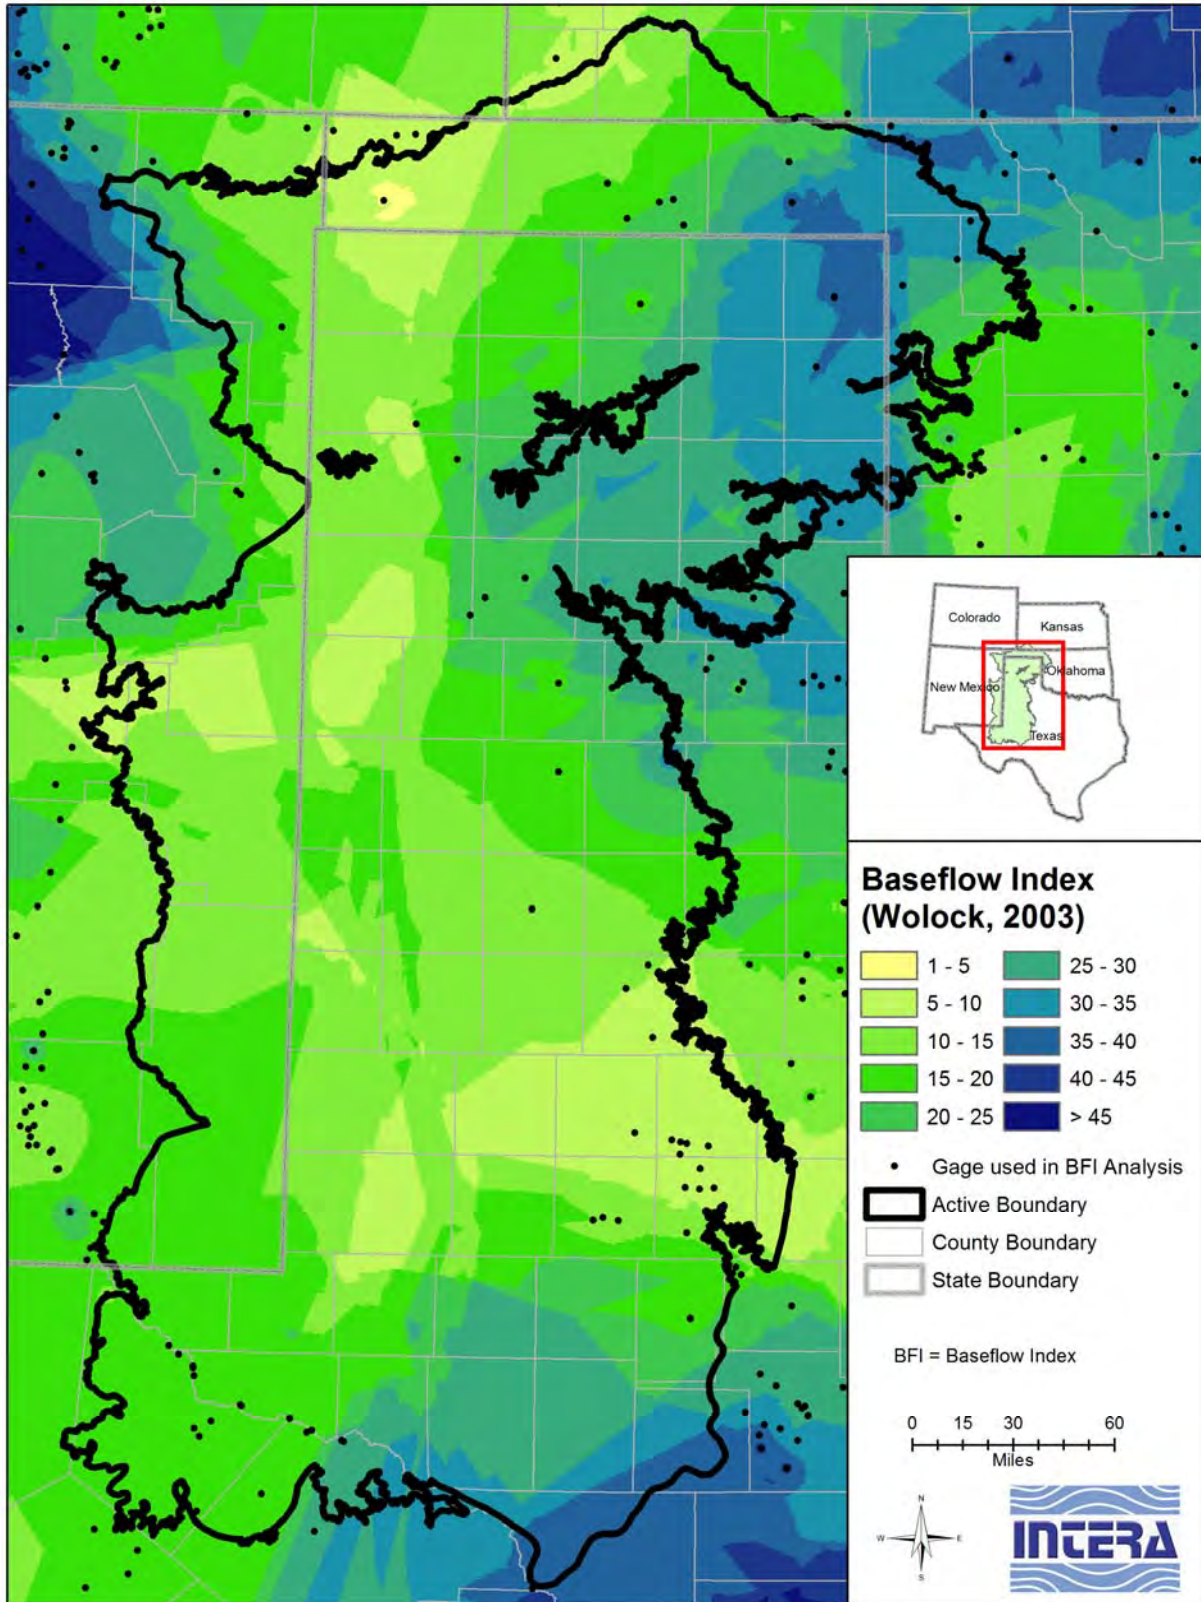 Colorado
Kansas
New Mexico
Oklahoma
Texas
Baseflow Index
(Wolock, 2003)
1 - 5
25 - 30
5 - 10
30 - 35
10 - 15
35 - 40
15 - 20
40 - 45
20 - 25
> 45
Gage used in BFI Analysis
Active Boundary
County Boundary
State Boundary
BFI = Baseflow Index
0 15 30 60
Miles
N
W E
S
INTERA